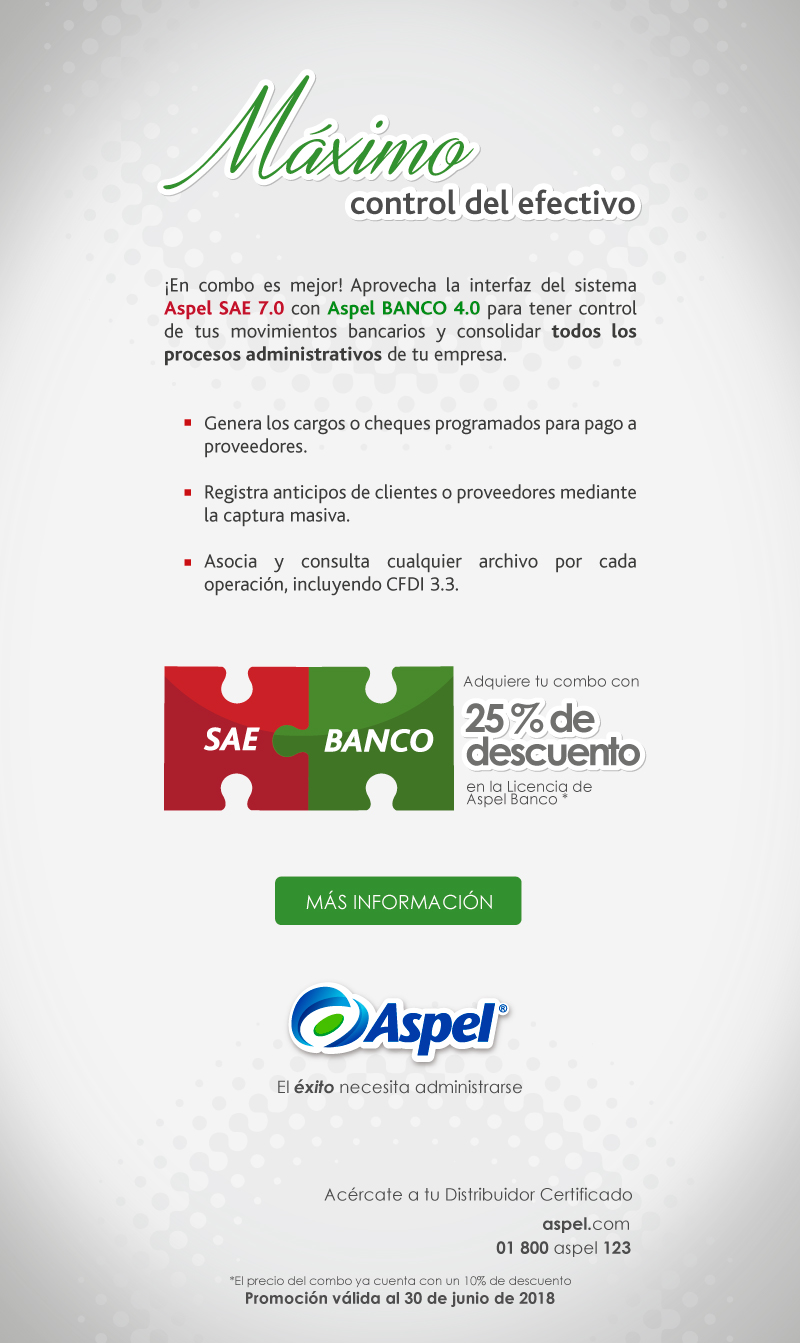 Máximo
control del efectivo
¡En combo es mejor! Aprovecha la interfaz del sistema
Aspel SAE 7.0 con Aspel BANCO 4.0 para tener control
de tus movimientos bancarios y consolidar todos los
procesos administrativos de tu empresa.
Genera los cargos o cheques programados para pago a
proveedores.
Registra anticipos de clientes o proveedores mediante
la captura masiva.
Asocia y consulta cualquier archivo por cada
operación, incluyendo CFDI 3.3.
SAE BANCO
Adquiere tu combo con
25 % de
descuento
en la Licencia de
Aspel Banco *
MÁS INFORMACIÓN
Aspel®
El éxito necesita administrarse
Acércate a tu Distribuidor Certificado
aspel.com
01 800 aspel 123
*El precio del combo ya cuenta con un 10% de descuento
Promoción válida al 30 de junio de 2018